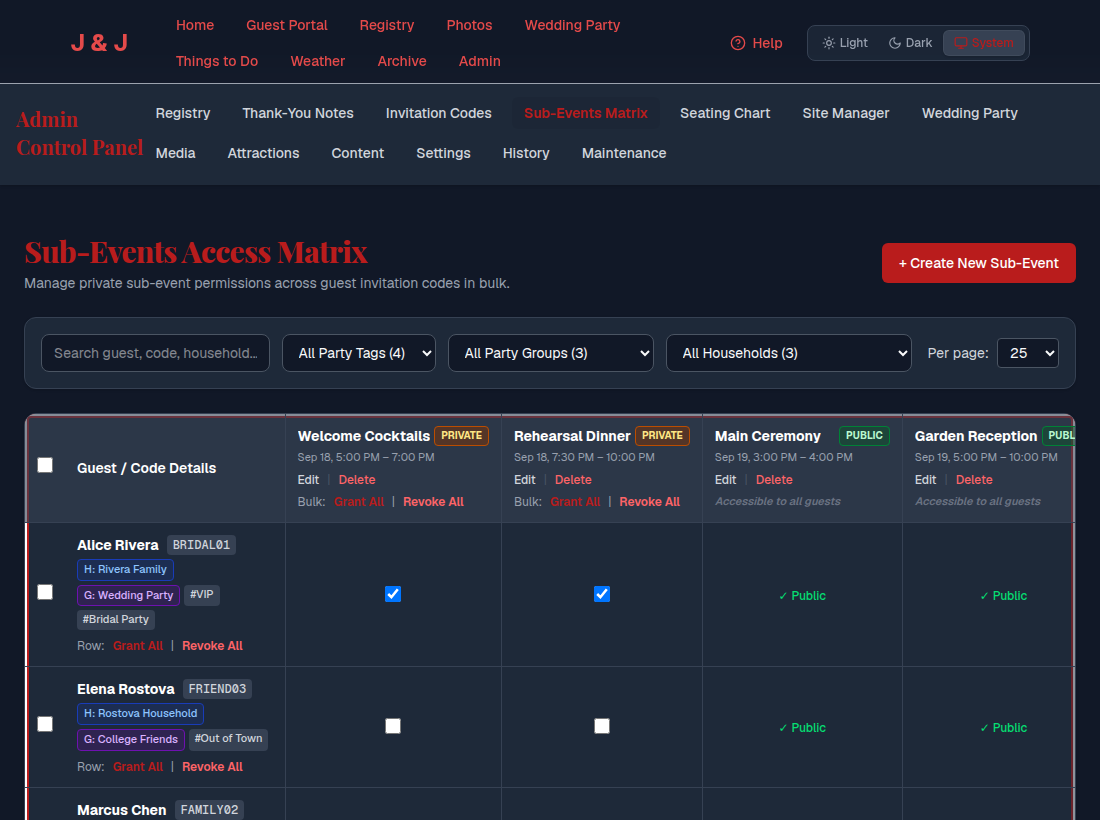 J & J
Home Guest Portal Registry Photos Wedding Party
Things to Do Weather Archive Admin
Help
Light Dark System
Admin
Control Panel
Registry Thank-You Notes Invitation Codes Sub-Events Matrix Seating Chart Site Manager Wedding Party
Media Attractions Content Settings History Maintenance
Sub-Events Access Matrix
Manage private sub-event permissions across guest invitation codes in bulk.
+ Create New Sub-Event
Search guest, code, household... All Party Tags (4) All Party Groups (3) All Households (3) Per page: 25
Guest / Code Details
Welcome Cocktails PRIVATE
Sep 18, 5:00 PM – 7:00 PM
Edit | Delete
Bulk: Grant All | Revoke All
Rehearsal Dinner PRIVATE
Sep 18, 7:30 PM – 10:00 PM
Edit | Delete
Bulk: Grant All | Revoke All
Main Ceremony PUBLIC
Sep 19, 3:00 PM – 4:00 PM
Edit | Delete
Accessible to all guests
Garden Reception PUBL
Sep 19, 5:00 PM – 10:00 PM
Edit | Delete
Accessible to all guests
Alice Rivera BRIDAL01
H: Rivera Family
G: Wedding Party #VIP
#Bridal Party
Row: Grant All | Revoke All
✓ Public ✓ Public
Elena Rostova FRIEND03
H: Rostova Household
G: College Friends #Out of Town
Row: Grant All | Revoke All
✓ Public ✓ Public
Marcus Chen FAMILY02